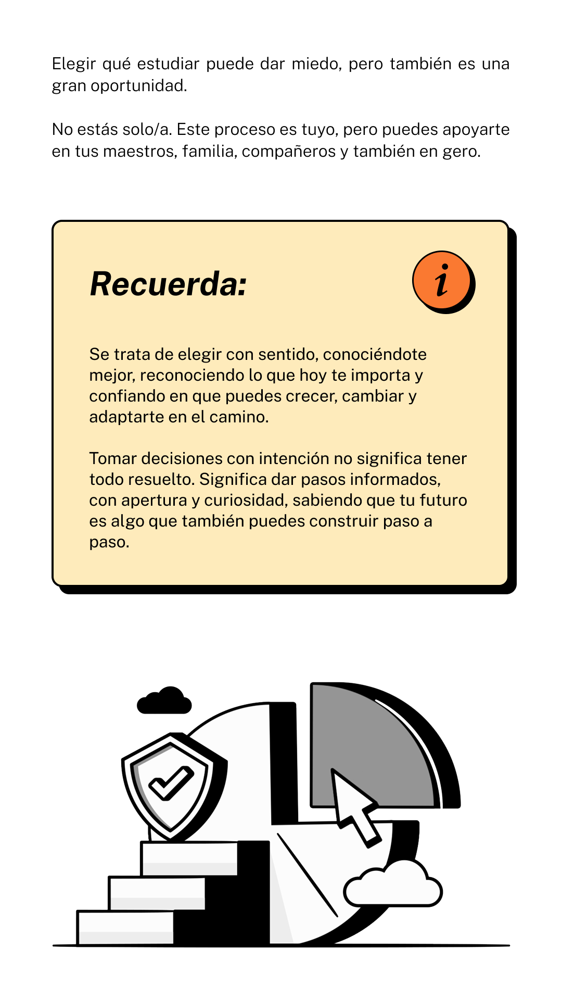 Elegir qué estudiar puede dar miedo, pero también es una
gran oportunidad.
No estás solo/a. Este proceso es tuyo, pero puedes apoyarte
en tus maestros, familia, compañeros y también en gero.
Recuerda:
i
Se trata de elegir con sentido, conociéndote
mejor, reconociendo lo que hoy te importa y
confiando en que puedes crecer, cambiar y
adaptarte en el camino.
Tomar decisiones con intención no significa tener
todo resuelto. Significa dar pasos informados,
con apertura y curiosidad, sabiendo que tu futuro
es algo que también puedes construir paso a
paso.